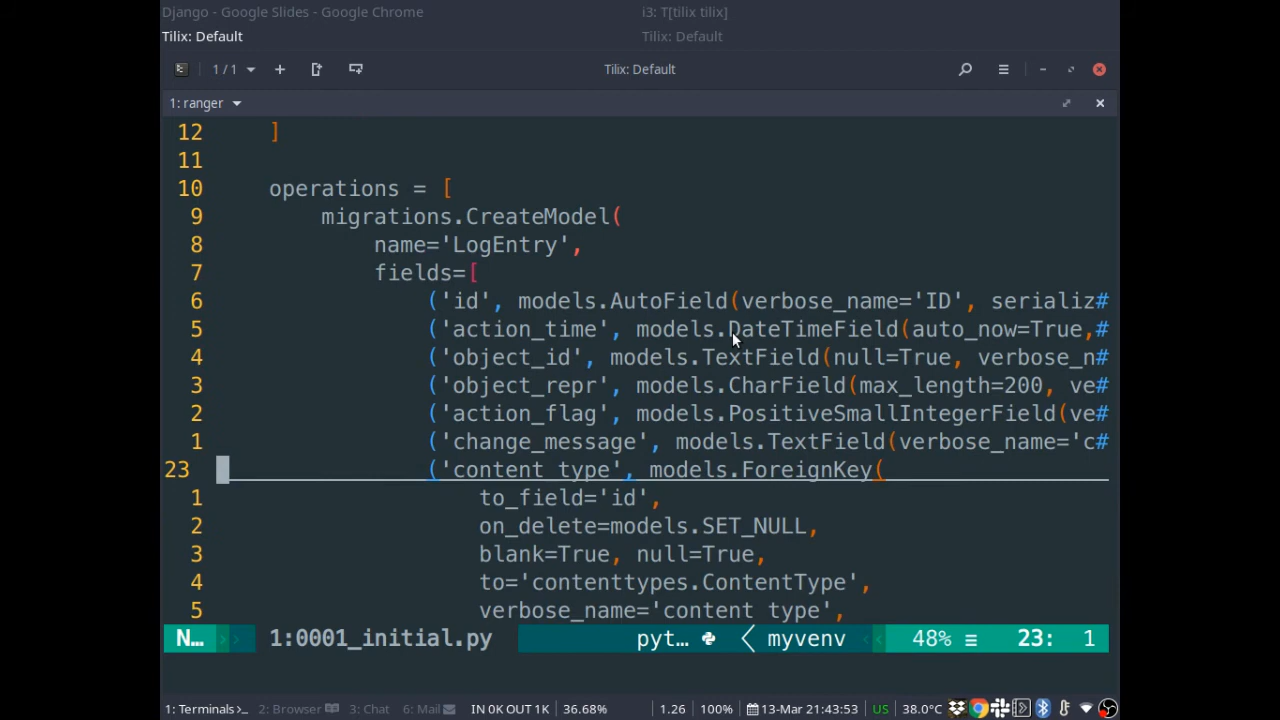 Django - Google Slides - Google Chrome
i3: T[tilix tilix]
Tilix: Default
Tilix: Default
1 / 1
Tilix: Default
1: ranger
12 ]
11
10 operations = [
9 migrations.CreateModel(
8 name='LogEntry',
7 fields=[
6 ('id', models.AutoField(verbose_name='ID', serializ#
5 ('action_time', models.DateTimeField(auto_now=True,#
4 ('object_id', models.TextField(null=True, verbose_n#
3 ('object_repr', models.CharField(max_length=200, ve#
2 ('action_flag', models.PositiveSmallIntegerField(ve#
1 ('change_message', models.TextField(verbose_name='c#
23 ('content_type', models.ForeignKey(
1 to_field='id',
2 on_delete=models.SET_NULL,
3 blank=True, null=True,
4 to='contenttypes.ContentType',
5 verbose_name='content type',
N… 1:0001_initial.py pyt… myvenv 48% ≡ 23: 1
1: Terminals 2: Browser 3: Chat 6: Mail IN 0K OUT 1K 36.68% 1.26 100% 13-Mar 21:43:53 US 38.0°C